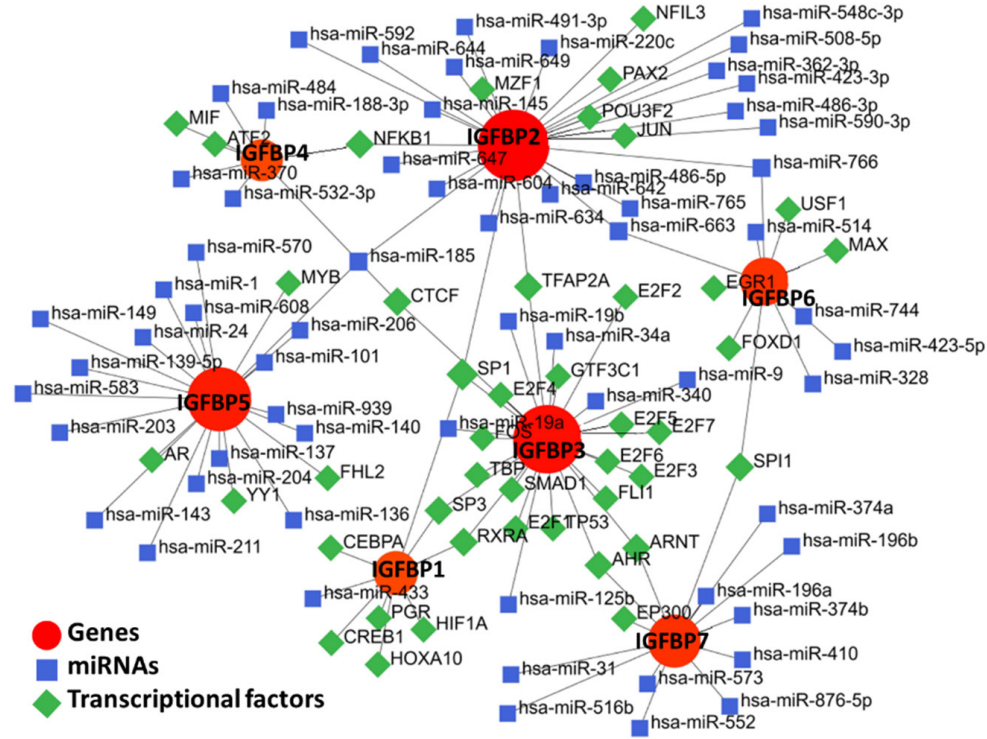 NFIL3
hsa-miR-548c-3p
hsa-miR-491-3p
hsa-miR-592
hsa-miR-220c
hsa-miR-508-5p
hsa-miR-644
hsa-miR-649
hsa-miR-362-3p
PAX2
hsa-miR-423-3p
MZF1
hsa-miR-484
hsa-miR-188-3p
hsa-miR-145
POU3F2
hsa-miR-486-3p
MIF
hsa-miR-590-3p
ATF2
NFKB1
IGFBP2
JUN
IGFBP4
hsa-miR-647
hsa-miR-766
hsa-miR-370
hsa-miR-604
hsa-miR-486-5p
hsa-miR-532-3p
hsa-miR-642
hsa-miR-765
USF1
hsa-miR-634
hsa-miR-663
hsa-miR-514
hsa-miR-570
MAX
hsa-miR-185
hsa-miR-1
MYB
TFAP2A
EGR1
CTCF
E2F2
IGFBP6
hsa-miR-149
hsa-miR-608
hsa-miR-744
hsa-miR-24
hsa-miR-206
hsa-miR-19b
hsa-miR-34a
FOXD1
hsa-miR-423-5p
hsa-miR-139-5p
hsa-miR-101
SP1
GTF3C1
hsa-miR-9
hsa-miR-328
hsa-miR-583
E2F4
hsa-miR-340
IGFBP5
hsa-miR-939
hsa-miR-203
hsa-miR-140
hsa-miR-19a
FOS
E2F5
E2F7
IGFBP3
AR
hsa-miR-137
E2F6
SPI1
hsa-miR-204
FHL2
TBP
E2F3
YY1
SMAD1
FLI1
hsa-miR-143
hsa-miR-136
SP3
hsa-miR-374a
E2F1
TP53
hsa-miR-211
CEBPA
RXRA
ARNT
hsa-miR-196b
IGFBP1
AHR
hsa-miR-433
hsa-miR-125b
hsa-miR-196a
PGR
EP300
hsa-miR-374b
Genes
CREB1
HIF1A
IGFBP7
miRNAs
HOXA10
hsa-miR-31
hsa-miR-410
Transcriptional factors
hsa-miR-573
hsa-miR-516b
hsa-miR-876-5p
hsa-miR-552